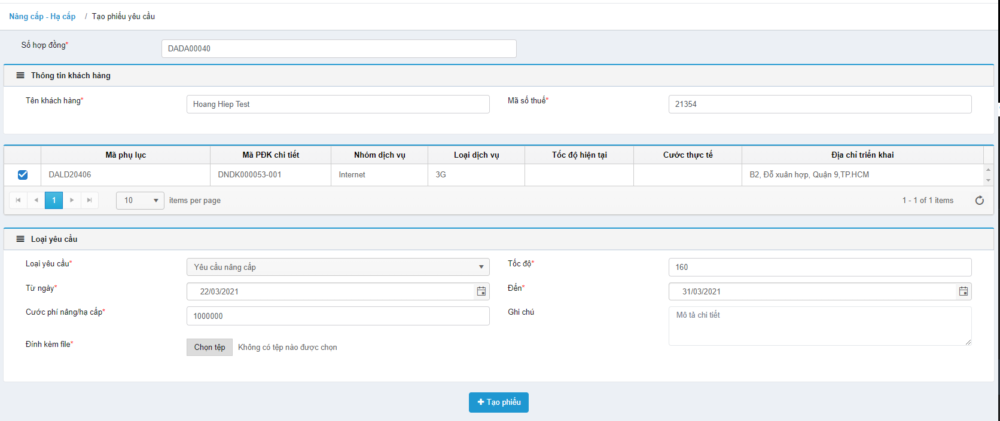 Nâng cấp - Hạ cấp / Tạo phiếu yêu cầu
Số hợp đồng* DADA00040
Thông tin khách hàng
Tên khách hàng* Hoang Hiep Test Mã số thuế* 21354
Mã phụ lục Mã PĐK chi tiết Nhóm dịch vụ Loại dịch vụ Tốc độ hiện tại Cước thực tế Địa chỉ triển khai
DALD20406 DNDK000053-001 Internet 3G B2, Đỗ xuân hợp, Quận 9,TP.HCM
1 10 items per page 1 - 1 of 1 items
Loại yêu cầu
Loại yêu cầu* Yêu cầu nâng cấp Tốc độ* 160
Từ ngày* 22/03/2021 Đến* 31/03/2021
Cước phí nâng/hạ cấp* 1000000 Ghi chú Mô tả chi tiết
Đính kèm file* Chọn tệp Không có tệp nào được chọn
Tạo phiếu